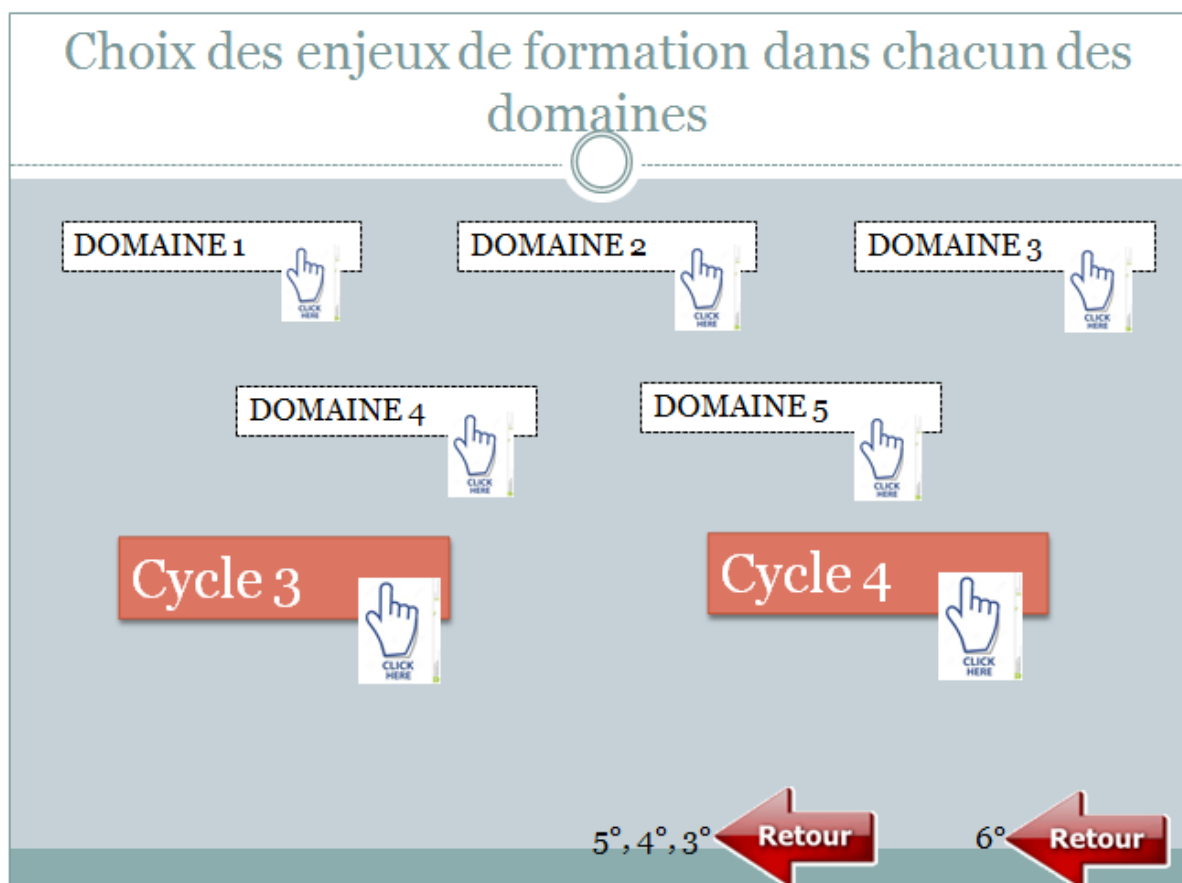 Choix des enjeux de formation dans chacun des
domaines
DOMAINE 1
CLICK
HERE
DOMAINE 2
CLICK
HERE
DOMAINE 3
CLICK
HERE
DOMAINE 4
CLICK
HERE
DOMAINE 5
CLICK
HERE
Cycle 3
CLICK
HERE
Cycle 4
CLICK
HERE
5°, 4°, 3°
Retour
6°
Retour